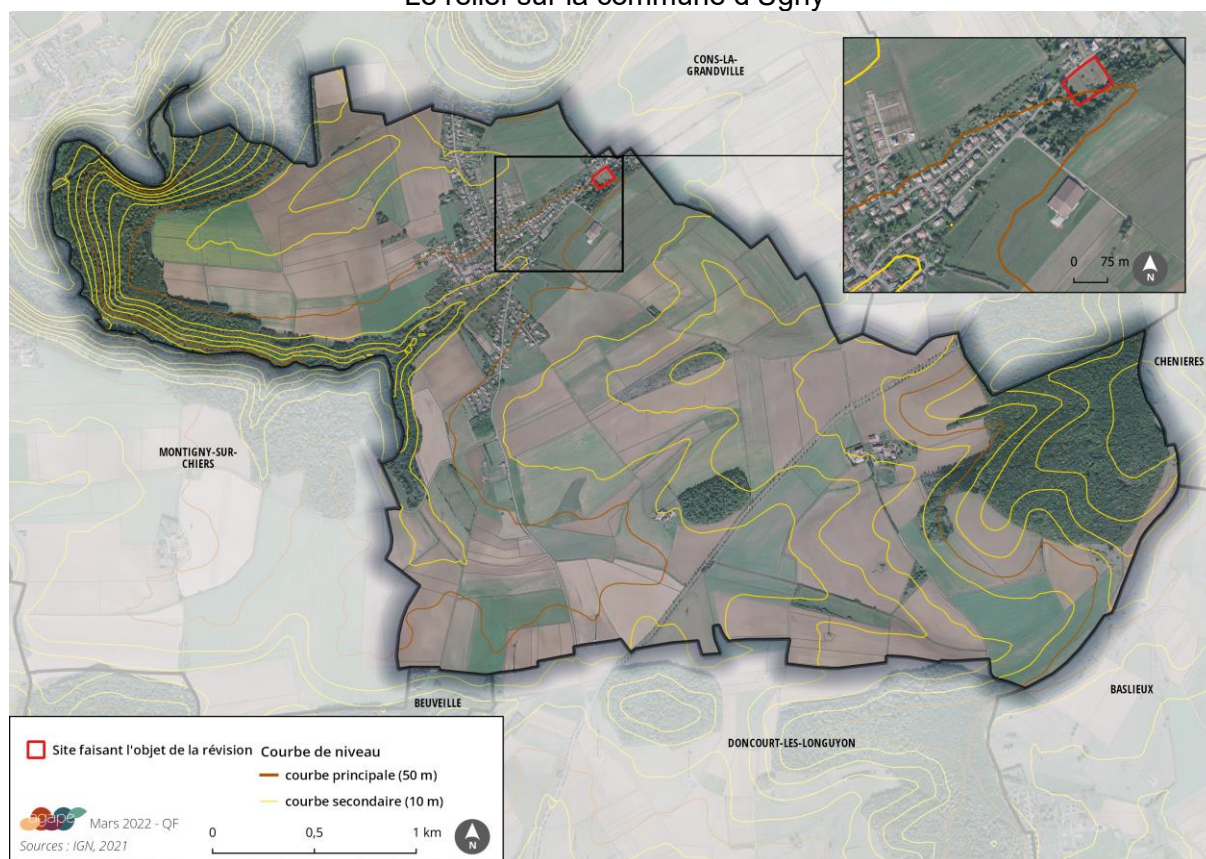 Le relief sur la commune d'Ugny
CONS-LA-
GRANDVILLE
0 75 m
N
CHENIERES
MONTIGNY-SUR-
CHIERS
BASLIEUX
BEUVEILLE
DONCOURT-LES-LONGUYON
Site faisant l'objet de la révision
Courbe de niveau
courbe principale (50 m)
courbe secondaire (10 m)
agape
Mars 2022 - QF
Sources : IGN, 2021
0 0,5 1 km
N